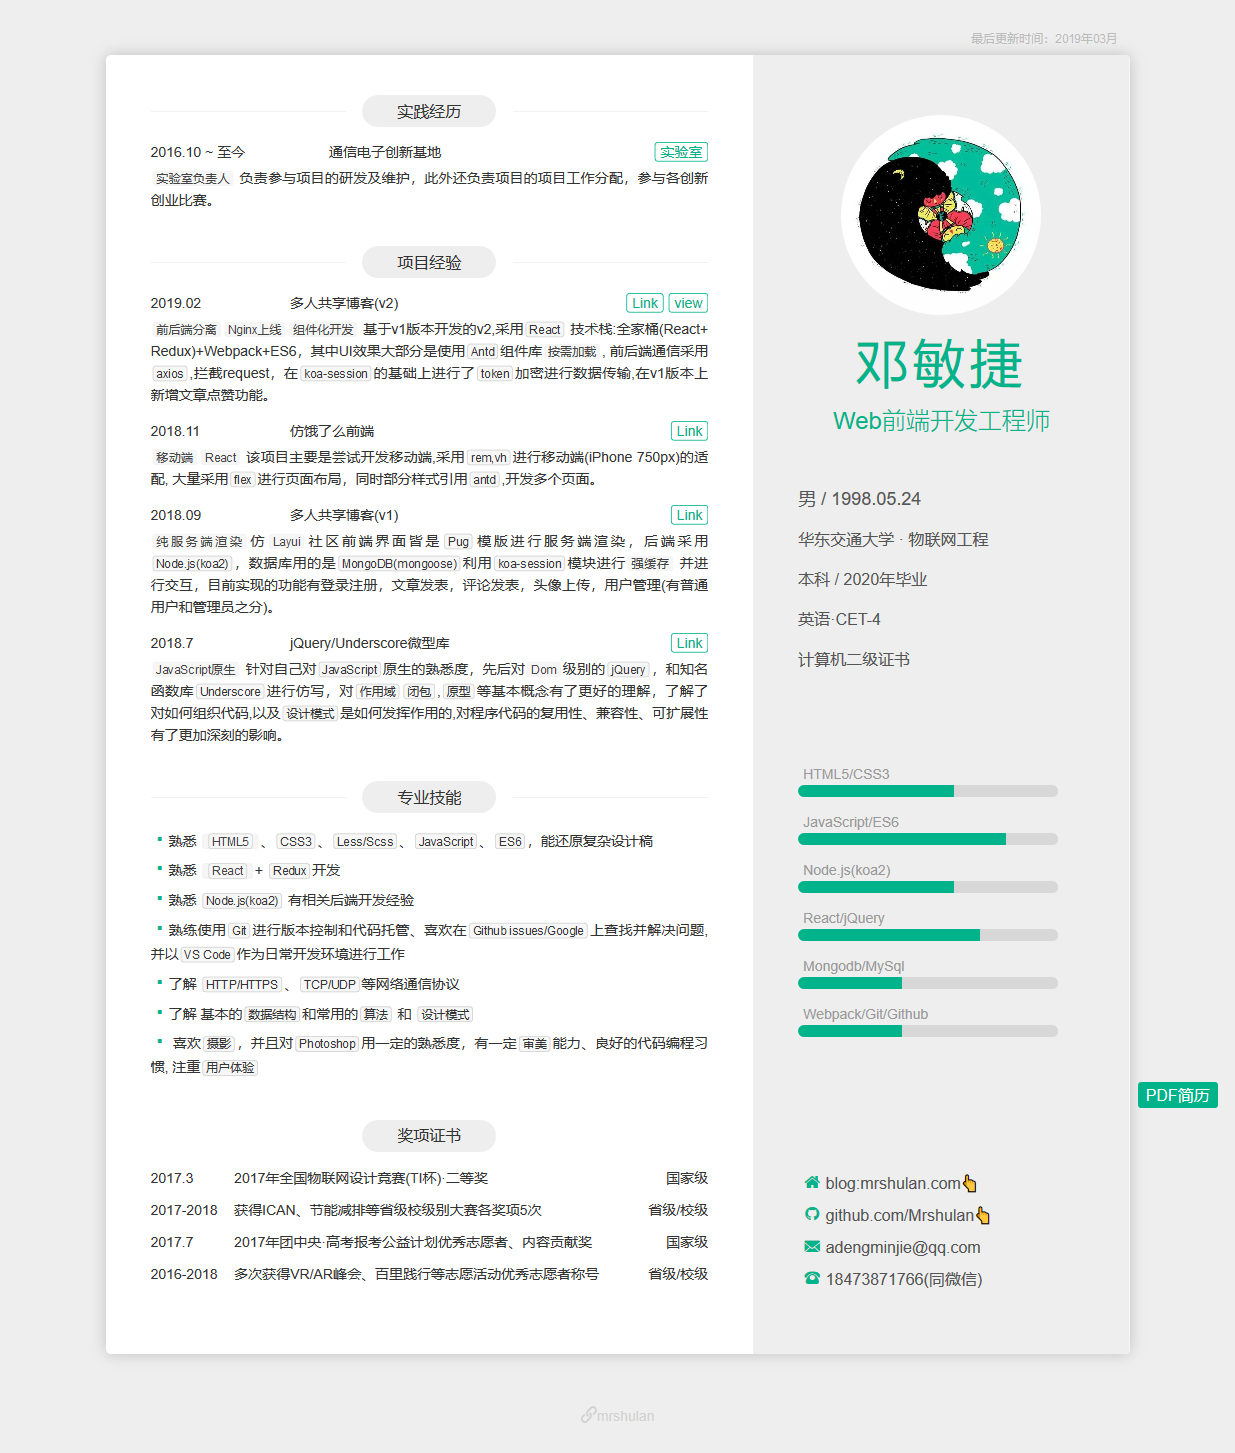 最后更新时间：2019年03月
实践经历
2016.10 ~ 至今 通信电子创新基地 实验室
实验室负责人 负责参与项目的研发及维护，此外还负责项目的项目工作分配，参与各创新
创业比赛。
项目经验
2019.02 多人共享博客(v2) Link view
前后端分离 Nginx上线 组件化开发 基于v1版本开发的v2,采用 React 技术栈:全家桶(React+
Redux)+Webpack+ES6，其中UI效果大部分是使用 Antd 组件库 按需加载 , 前后端通信采用
axios ,拦截request，在 koa-session 的基础上进行了 token 加密进行数据传输,在v1版本上
新增文章点赞功能。
2018.11 仿饿了么前端 Link
移动端 React 该项目主要是尝试开发移动端,采用 rem,vh 进行移动端(iPhone 750px)的适
配, 大量采用 flex 进行页面布局，同时部分样式引用 antd ,开发多个页面。
2018.09 多人共享博客(v1) Link
纯服务端渲染 仿 Layui 社区前端界面皆是 Pug 模版进行服务端渲染，后端采用
Node.js(koa2) ，数据库用的是 MongoDB(mongoose) 利用 koa-session 模块进行 强缓存 并进
行交互，目前实现的功能有登录注册，文章发表，评论发表，头像上传，用户管理(有普通
用户和管理员之分)。
2018.7 jQuery/Underscore微型库 Link
JavaScript原生 针对自己对 JavaScript 原生的熟悉度，先后对 Dom 级别的 jQuery ，和知名
函数库 Underscore 进行仿写，对 作用域 闭包 , 原型 等基本概念有了更好的理解，了解了
对如何组织代码,以及 设计模式 是如何发挥作用的,对程序代码的复用性、兼容性、可扩展性
有了更加深刻的影响。
专业技能
▪ 熟悉 HTML5 、 CSS3 、 Less/Scss 、 JavaScript 、 ES6 ，能还原复杂设计稿
▪ 熟悉 React + Redux 开发
▪ 熟悉 Node.js(koa2) 有相关后端开发经验
▪ 熟练使用 Git 进行版本控制和代码托管、喜欢在 Github issues/Google 上查找并解决问题,
并以 VS Code 作为日常开发环境进行工作
▪ 了解 HTTP/HTTPS 、 TCP/UDP 等网络通信协议
▪ 了解 基本的 数据结构 和常用的 算法 和 设计模式
▪ 喜欢 摄影 ，并且对 Photoshop 用一定的熟悉度，有一定 审美 能力、良好的代码编程习
惯, 注重 用户体验
奖项证书
2017.3 2017年全国物联网设计竞赛(TI杯)·二等奖 国家级
2017-2018 获得ICAN、节能减排等省级校级别大赛各奖项5次 省级/校级
2017.7 2017年团中央·高考报考公益计划优秀志愿者、内容贡献奖 国家级
2016-2018 多次获得VR/AR峰会、百里践行等志愿活动优秀志愿者称号 省级/校级
邓敏捷
Web前端开发工程师
男 / 1998.05.24
华东交通大学 · 物联网工程
本科 / 2020年毕业
英语·CET-4
计算机二级证书
HTML5/CSS3
JavaScript/ES6
Node.js(koa2)
React/jQuery
Mongodb/MySql
Webpack/Git/Github
PDF简历
blog:mrshulan.com👆
github.com/Mrshulan👆
adengminjie@qq.com
18473871766(同微信)
mrshulan